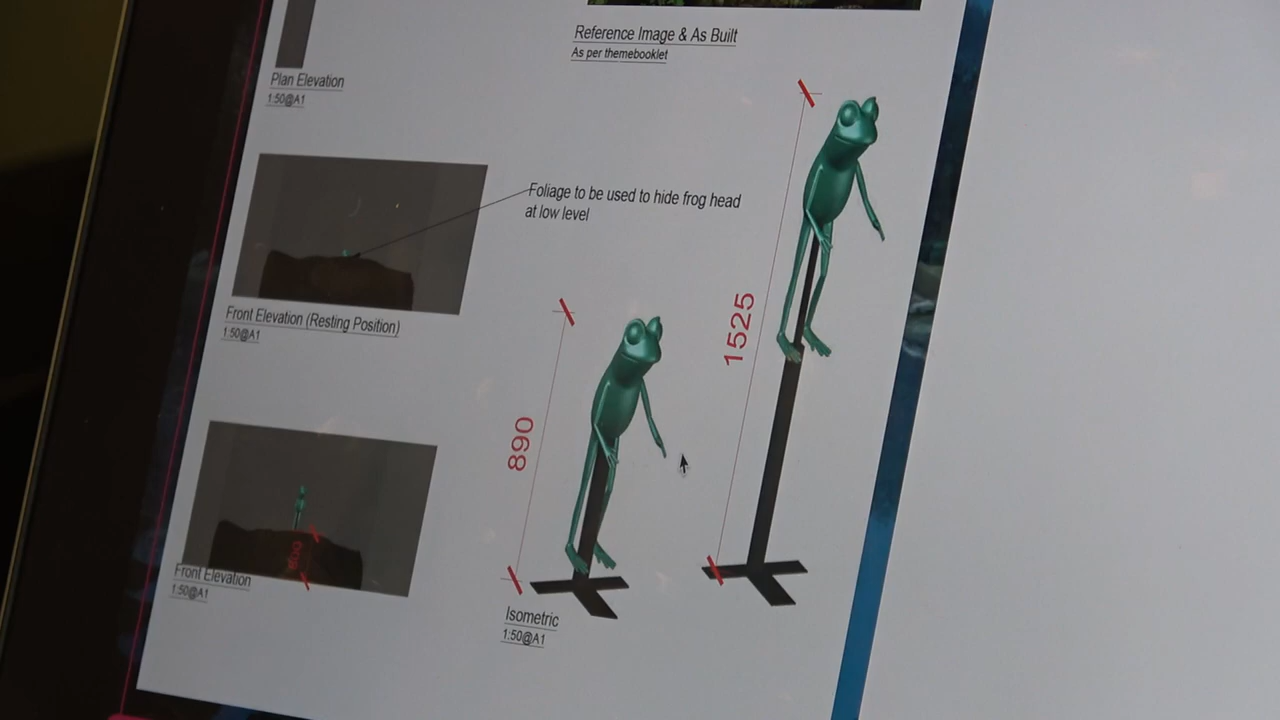 Reference Image & As Built
As per themebooklet
Plan Elevation
1:50@A1
Foliage to be used to hide frog head
at low level
Front Elevation (Resting Position)
1:50@A1
1525
890
600
Front Elevation
1:50@A1
Isometric
1:50@A1